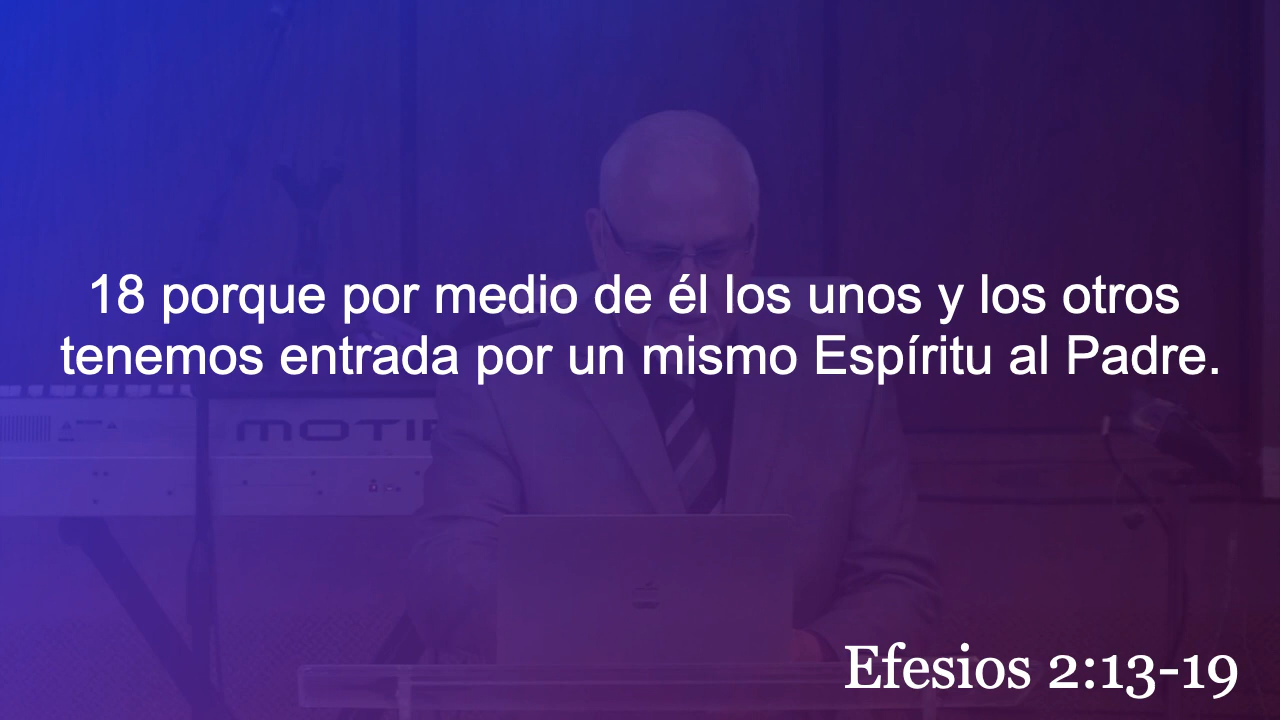 18 porque por medio de él los unos y los otros
tenemos entrada por un mismo Espíritu al Padre.
MOTIF
Efesios 2:13-19